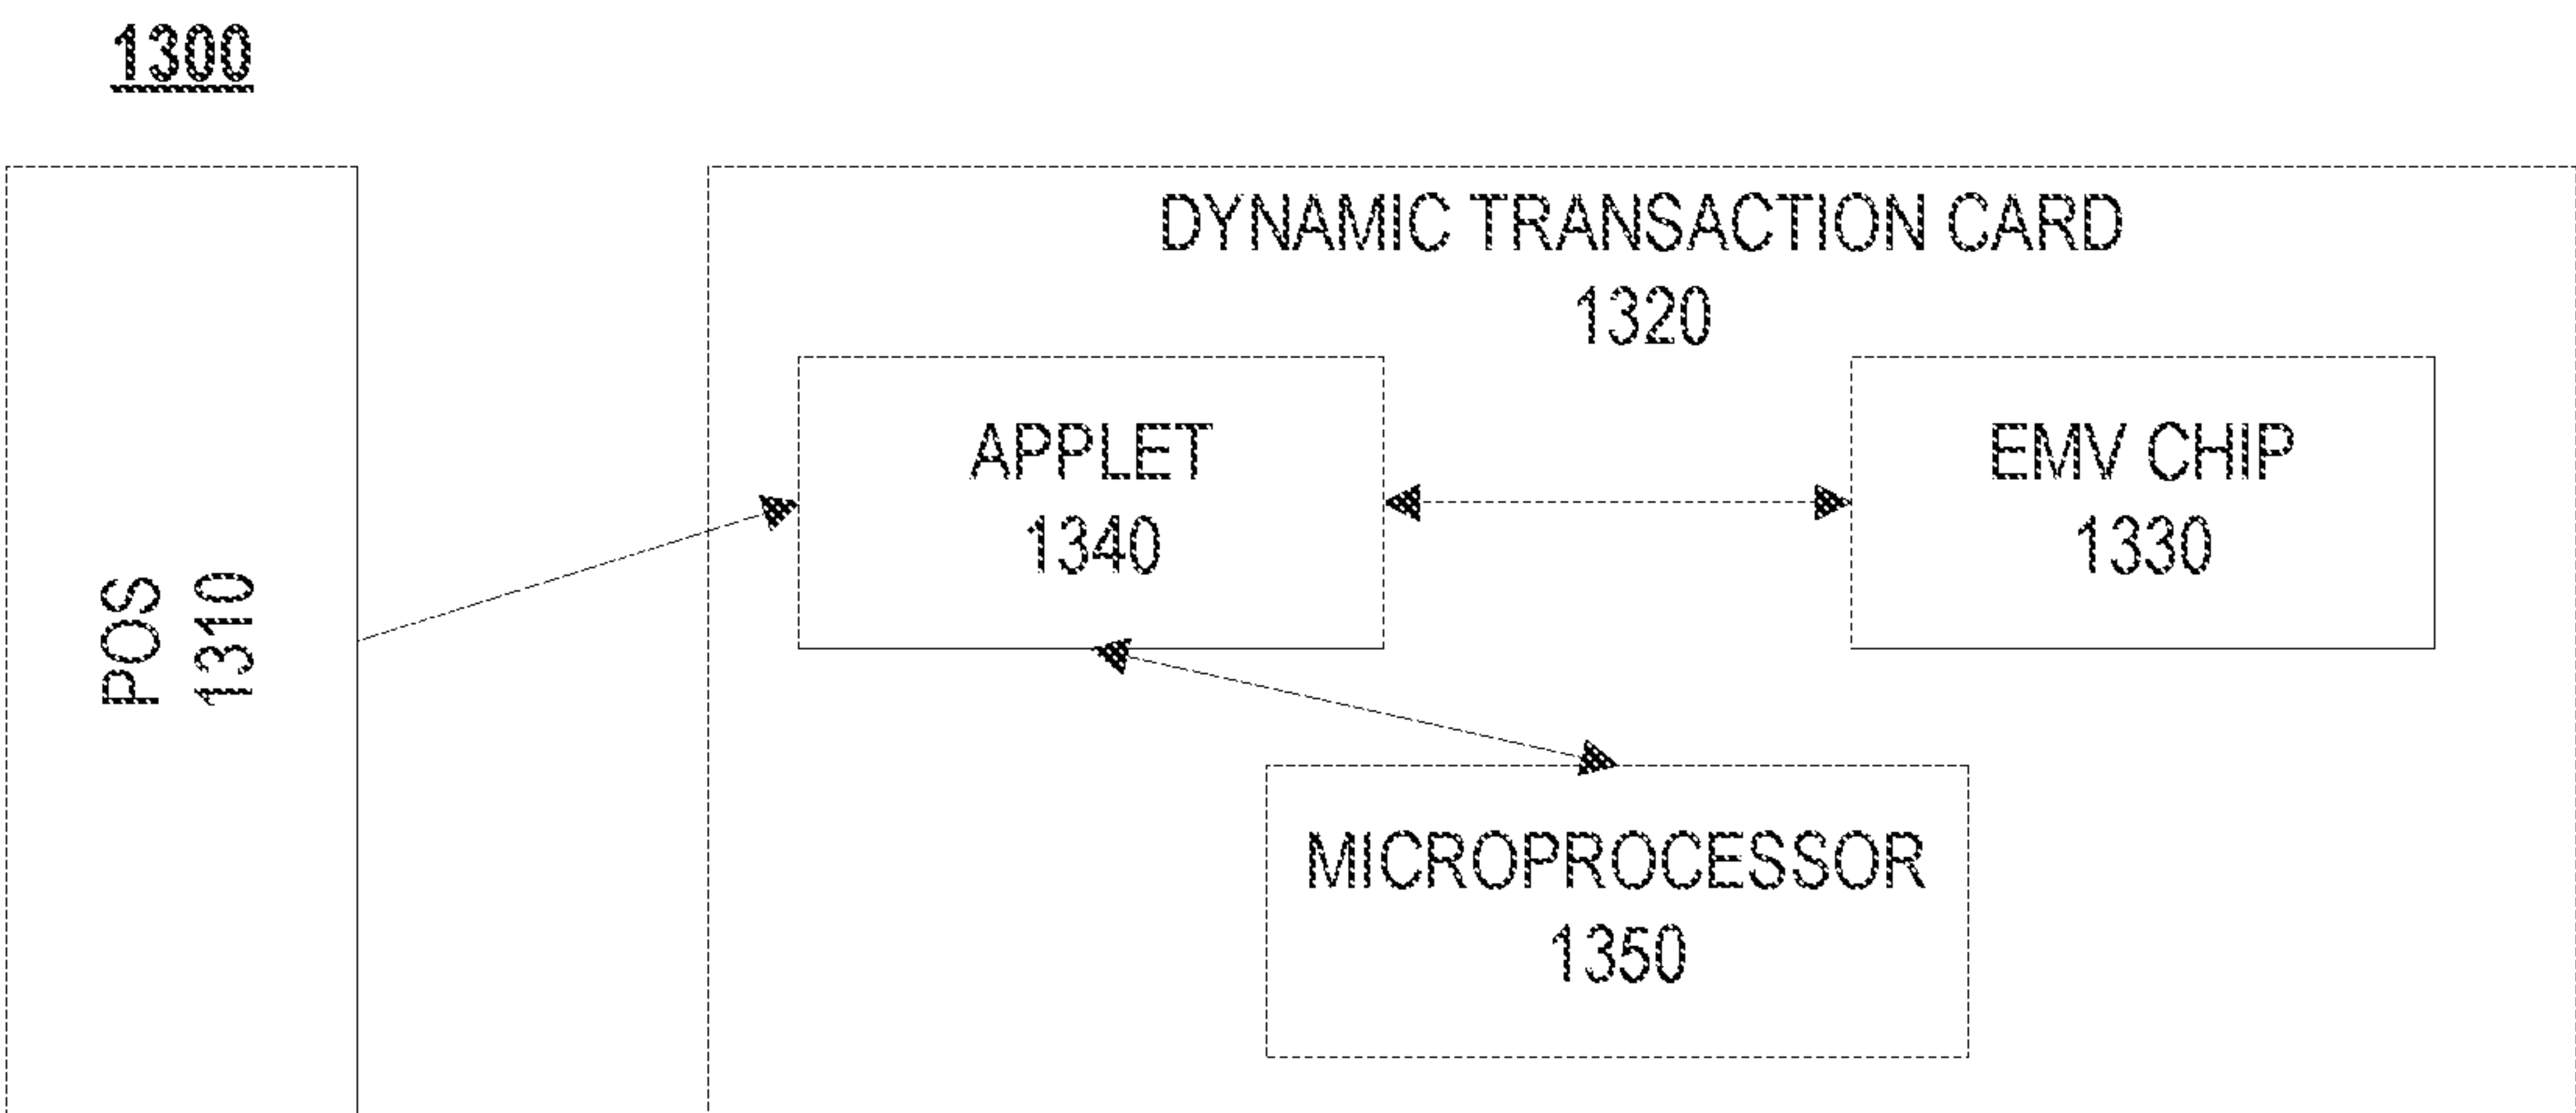 1300
DYNAMIC TRANSACTION CARD
1320
APPLET
1340
EMV CHIP
1330
POS
1310
MICROPROCESSOR
1350